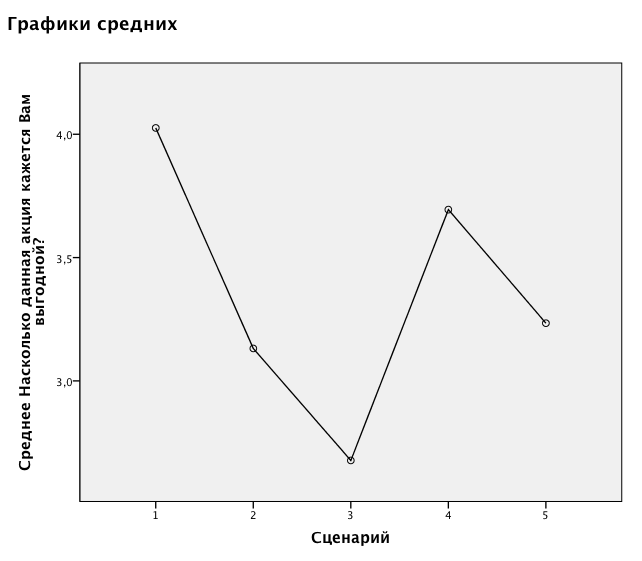 Графики средних
Среднее Насколько данная акция кажется Вам
выгодной?
4,0
3,5
3,0
1
2
3
4
5
Сценарий